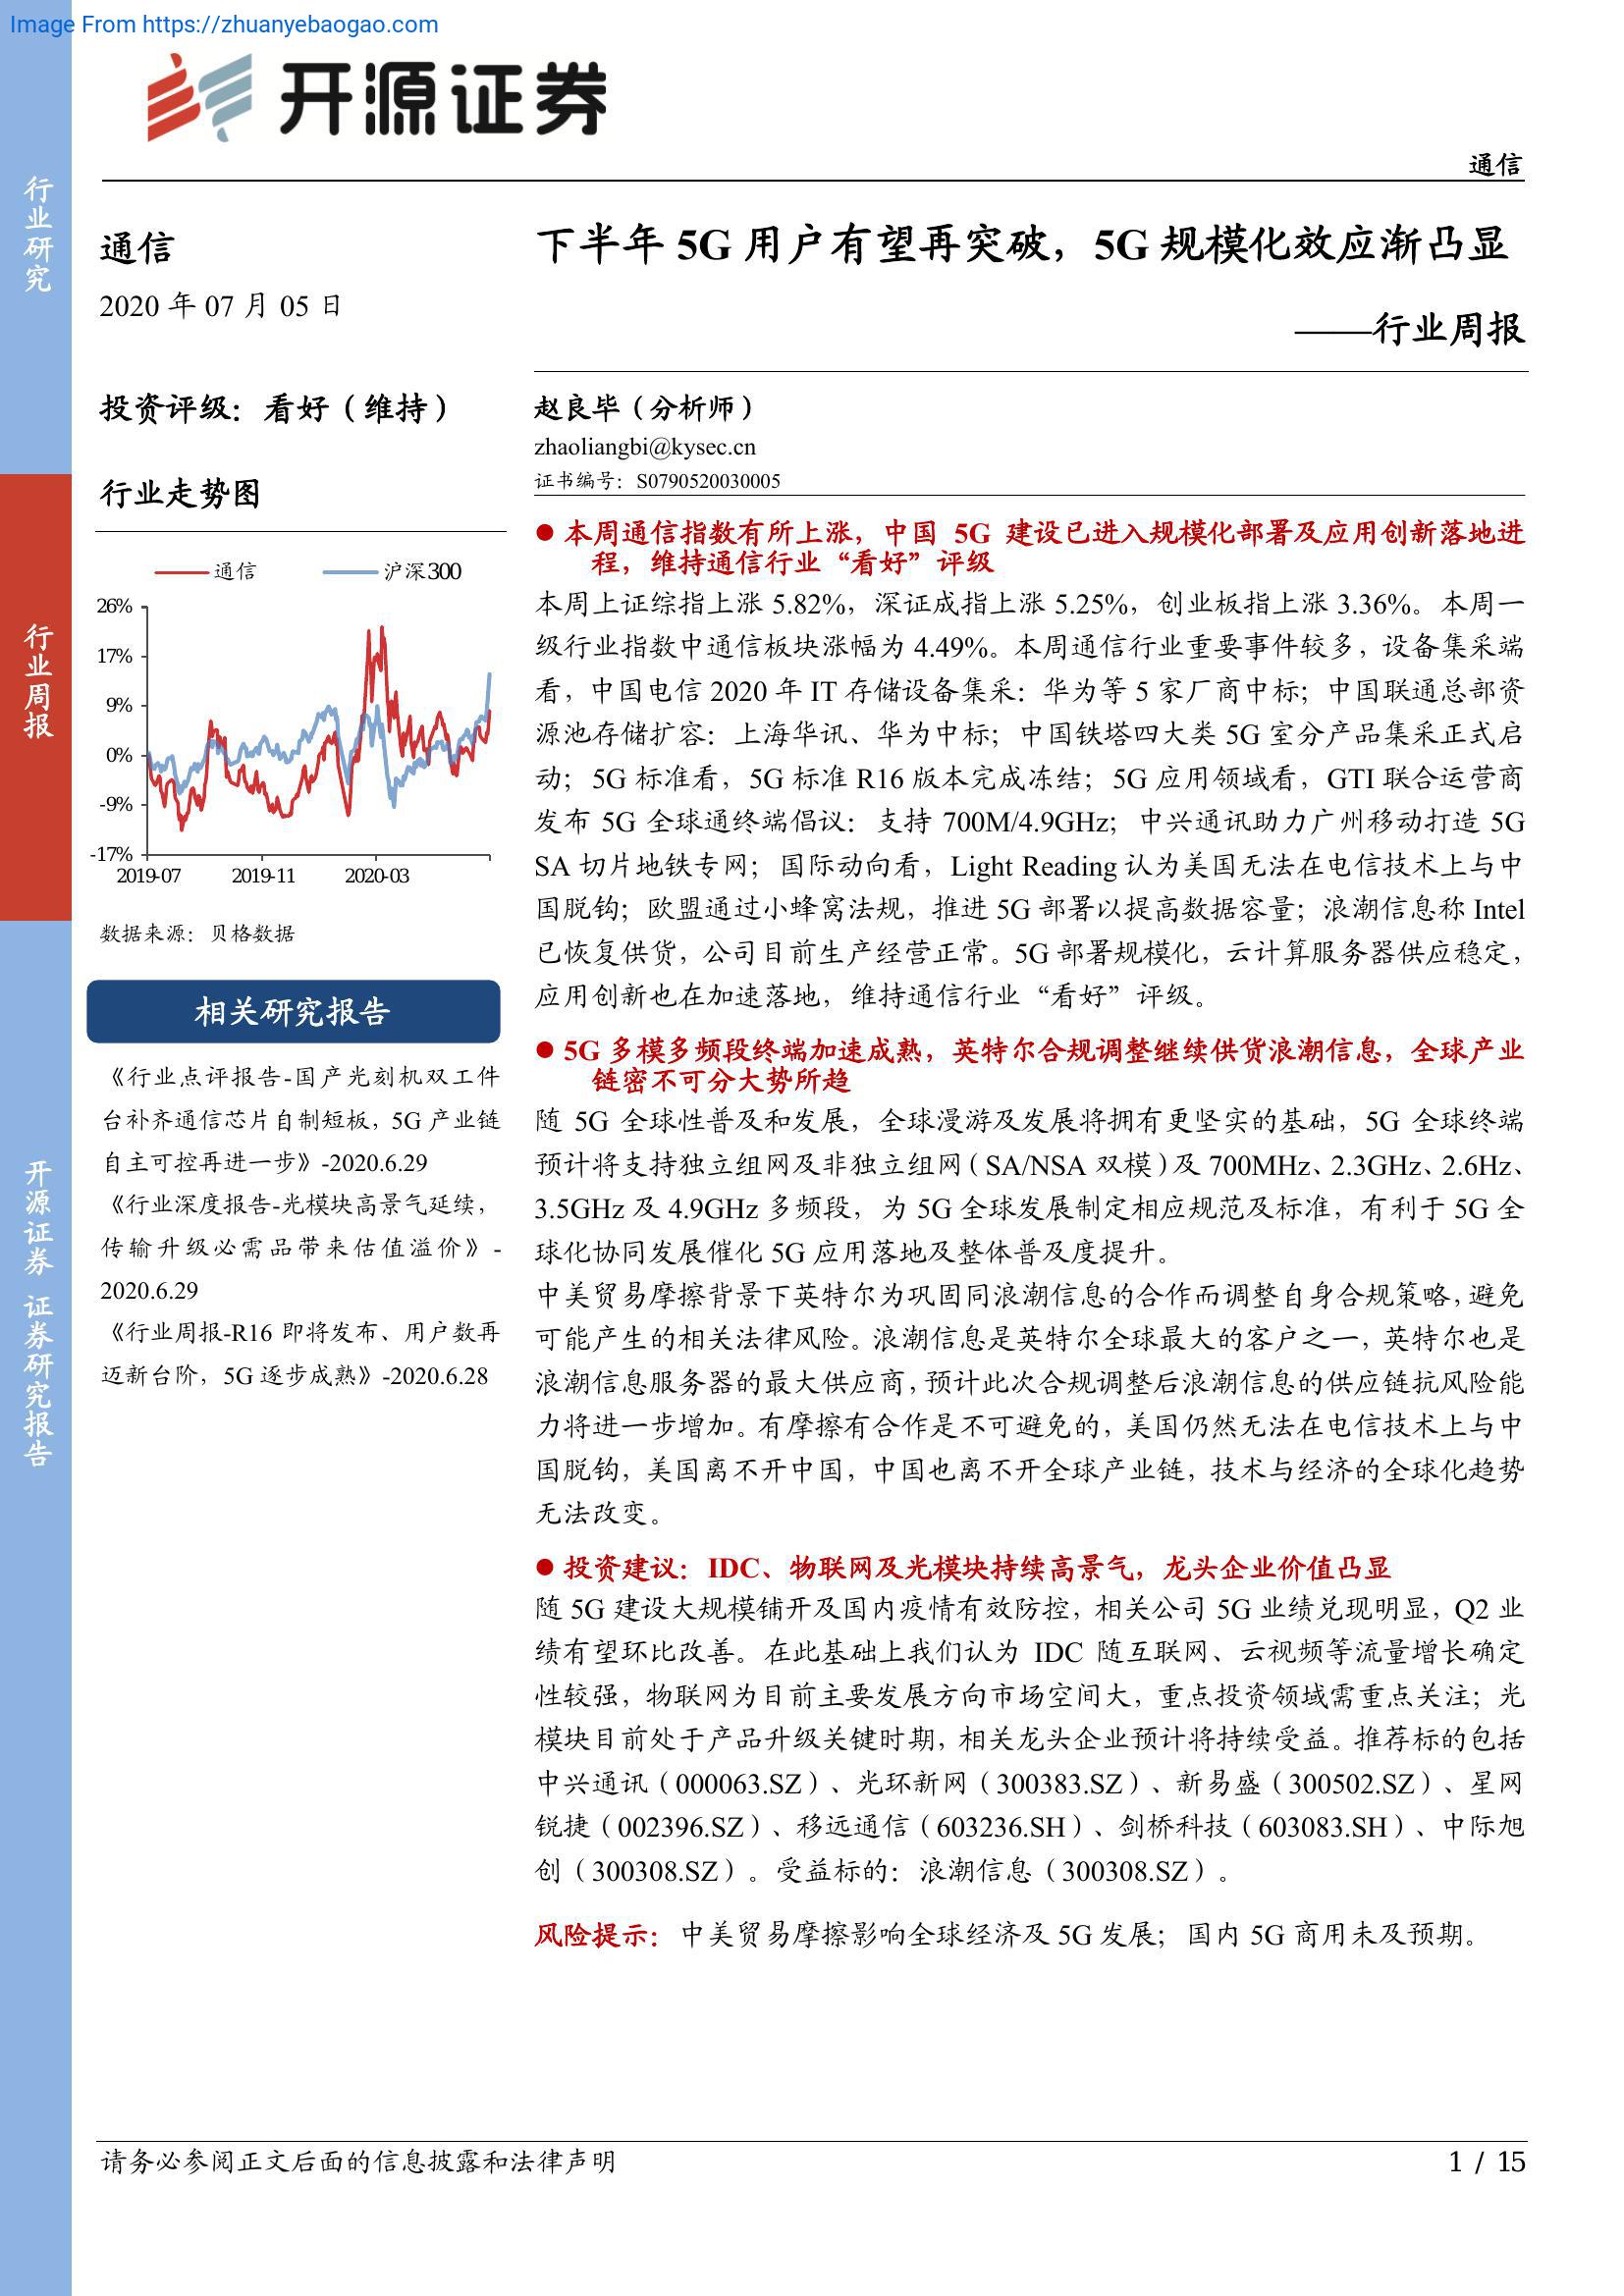 Image From https://zhuanyebaogao.com
开源证券
通信
行业研究
行业周报
开源证券 证券研究报告
通信
2020 年 07 月 05 日
投资评级：看好（维持）
行业走势图
通信 沪深300
26%
17%
9%
0%
-9%
-17%
2019-07 2019-11 2020-03
数据来源：贝格数据
相关研究报告
《行业点评报告-国产光刻机双工件
台补齐通信芯片自制短板，5G 产业链
自主可控再进一步》-2020.6.29
《行业深度报告-光模块高景气延续，
传输升级必需品带来估值溢价》-
2020.6.29
《行业周报-R16 即将发布、用户数再
迈新台阶，5G 逐步成熟》-2020.6.28
下半年 5G 用户有望再突破，5G 规模化效应渐凸显
——行业周报
赵良毕（分析师）
zhaoliangbi@kysec.cn
证书编号：S0790520030005
● 本周通信指数有所上涨，中国 5G 建设已进入规模化部署及应用创新落地进
程，维持通信行业“看好”评级
本周上证综指上涨 5.82%，深证成指上涨 5.25%，创业板指上涨 3.36%。本周一
级行业指数中通信板块涨幅为 4.49%。本周通信行业重要事件较多，设备集采端
看，中国电信 2020 年 IT 存储设备集采：华为等 5 家厂商中标；中国联通总部资
源池存储扩容：上海华讯、华为中标；中国铁塔四大类 5G 室分产品集采正式启
动；5G 标准看，5G 标准 R16 版本完成冻结；5G 应用领域看，GTI 联合运营商
发布 5G 全球通终端倡议：支持 700M/4.9GHz；中兴通讯助力广州移动打造 5G
SA 切片地铁专网；国际动向看，Light Reading 认为美国无法在电信技术上与中
国脱钩；欧盟通过小蜂窝法规，推进 5G 部署以提高数据容量；浪潮信息称 Intel
已恢复供货，公司目前生产经营正常。5G 部署规模化，云计算服务器供应稳定，
应用创新也在加速落地，维持通信行业“看好”评级。
● 5G 多模多频段终端加速成熟，英特尔合规调整继续供货浪潮信息，全球产业
链密不可分大势所趋
随 5G 全球性普及和发展，全球漫游及发展将拥有更坚实的基础，5G 全球终端
预计将支持独立组网及非独立组网（SA/NSA 双模）及 700MHz、2.3GHz、2.6Hz、
3.5GHz 及 4.9GHz 多频段，为 5G 全球发展制定相应规范及标准，有利于 5G 全
球化协同发展催化 5G 应用落地及整体普及度提升。
中美贸易摩擦背景下英特尔为巩固同浪潮信息的合作而调整自身合规策略，避免
可能产生的相关法律风险。浪潮信息是英特尔全球最大的客户之一，英特尔也是
浪潮信息服务器的最大供应商，预计此次合规调整后浪潮信息的供应链抗风险能
力将进一步增加。有摩擦有合作是不可避免的，美国仍然无法在电信技术上与中
国脱钩，美国离不开中国，中国也离不开全球产业链，技术与经济的全球化趋势
无法改变。
● 投资建议：IDC、物联网及光模块持续高景气，龙头企业价值凸显
随 5G 建设大规模铺开及国内疫情有效防控，相关公司 5G 业绩兑现明显，Q2 业
绩有望环比改善。在此基础上我们认为 IDC 随互联网、云视频等流量增长确定
性较强，物联网为目前主要发展方向市场空间大，重点投资领域需重点关注；光
模块目前处于产品升级关键时期，相关龙头企业预计将持续受益。推荐标的包括
中兴通讯（000063.SZ）、光环新网（300383.SZ）、新易盛（300502.SZ）、星网
锐捷（002396.SZ）、移远通信（603236.SH）、剑桥科技（603083.SH）、中际旭
创（300308.SZ）。受益标的：浪潮信息（300308.SZ）。
风险提示：中美贸易摩擦影响全球经济及 5G 发展；国内 5G 商用未及预期。
请务必参阅正文后面的信息披露和法律声明 1 / 15